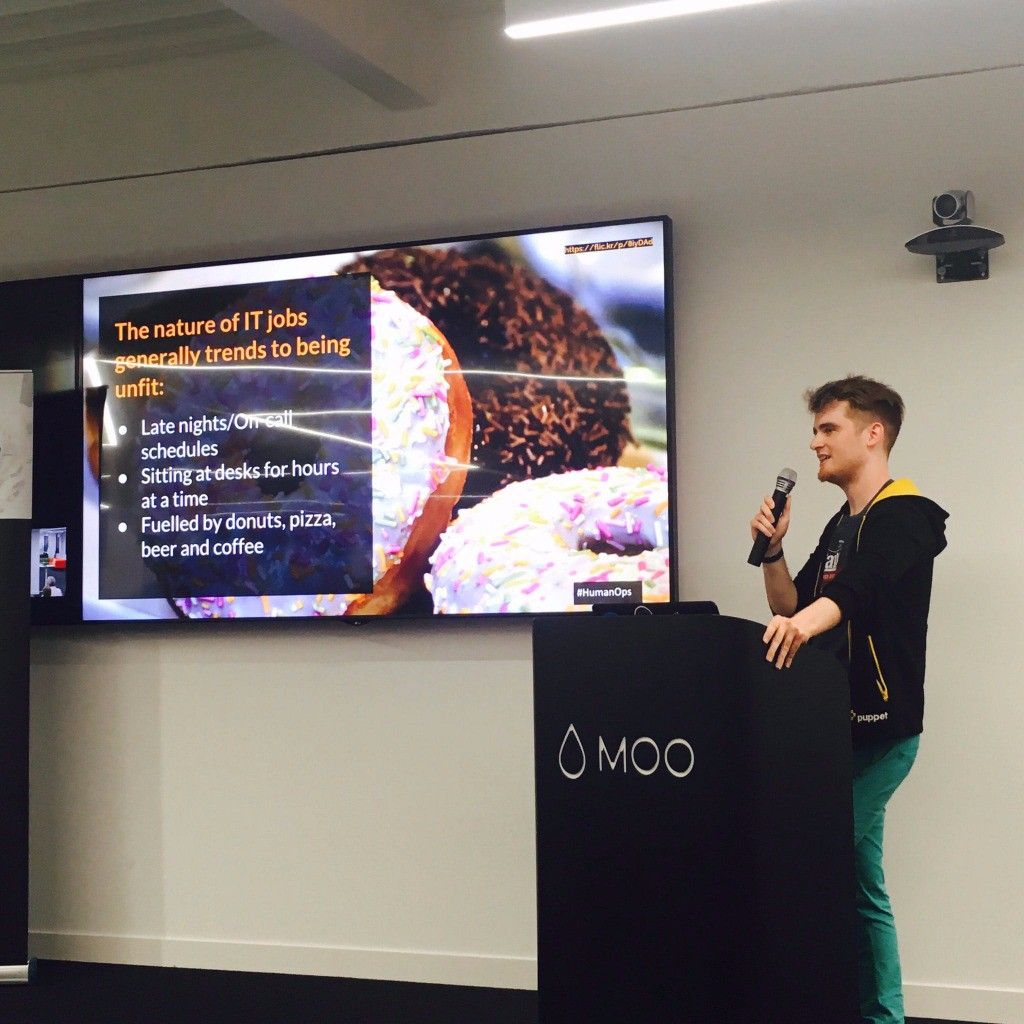 https://flic.kr/p/BiyDAd
The nature of IT jobs
generally trends to being
unfit:
● Late nights/On-call
schedules
● Sitting at desks for hours
at a time
● Fuelled by donuts, pizza,
beer and coffee
#HumanOps
MOO
puppet